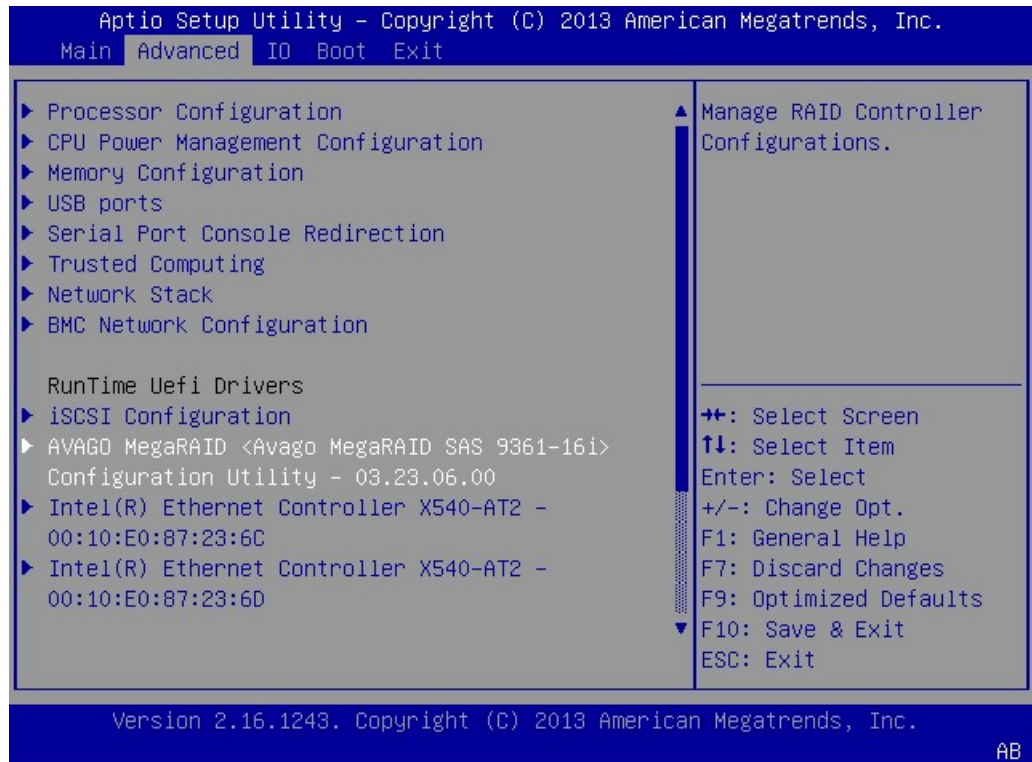 Aptio Setup Utility – Copyright (C) 2013 American Megatrends, Inc.
Main Advanced IO Boot Exit
Processor Configuration
CPU Power Management Configuration
Memory Configuration
USB ports
Serial Port Console Redirection
Trusted Computing
Network Stack
BMC Network Configuration
RunTime Uefi Drivers
iSCSI Configuration
AVAGO MegaRAID <Avago MegaRAID SAS 9361-16i>
Configuration Utility – 03.23.06.00
Intel(R) Ethernet Controller X540-AT2 –
00:10:E0:87:23:6C
Intel(R) Ethernet Controller X540-AT2 –
00:10:E0:87:23:6D
Manage RAID Controller
Configurations.
→←: Select Screen
↑↓: Select Item
Enter: Select
+/-: Change Opt.
F1: General Help
F7: Discard Changes
F9: Optimized Defaults
F10: Save & Exit
ESC: Exit
Version 2.16.1243. Copyright (C) 2013 American Megatrends, Inc.
AB